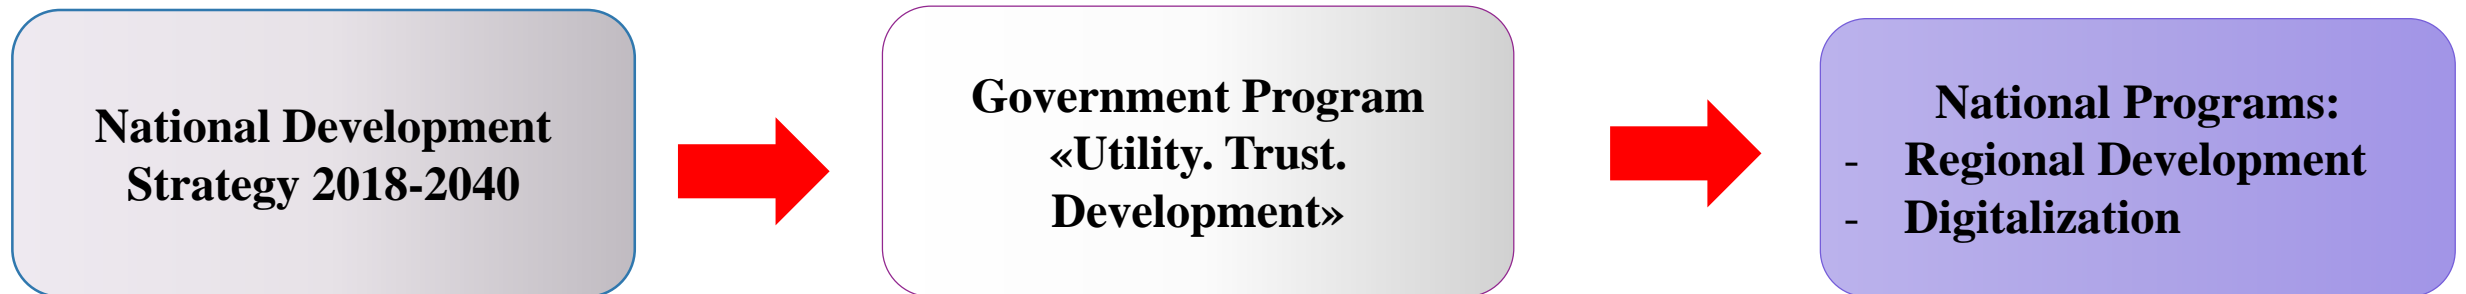 National Development
Strategy 2018-2040
Government Program
«Utility. Trust.
Development»
National Programs:
- Regional Development
- Digitalization